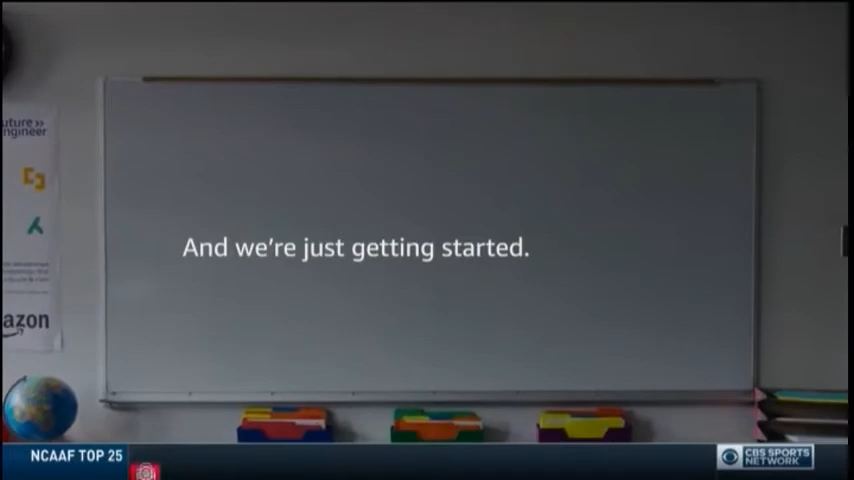 uture »
ngineer
azon
And we're just getting started.
NCAAF TOP 25
CBS SPORTS
NETWORK